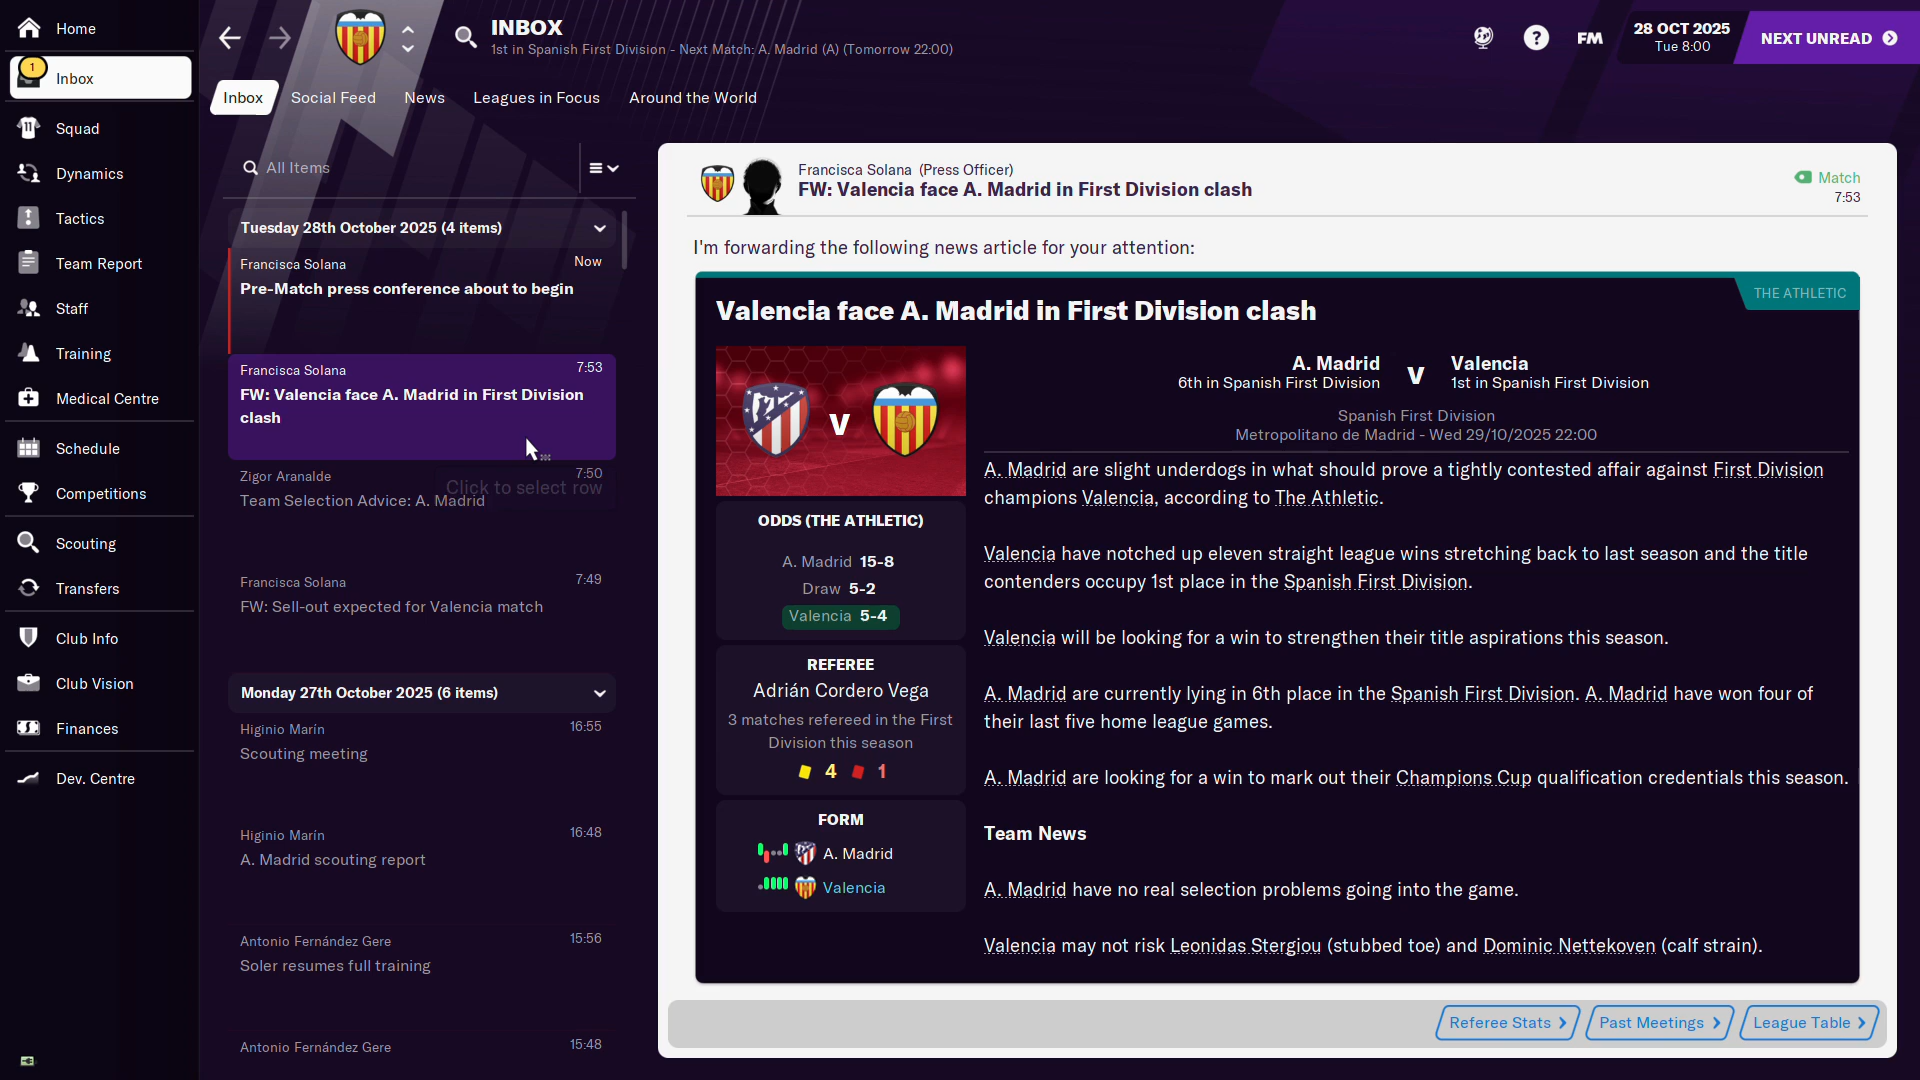 Home
1
Inbox
Squad
Dynamics
Tactics
Team Report
Staff
Training
Medical Centre
Schedule
Competitions
Scouting
Transfers
Club Info
Club Vision
Finances
Dev. Centre
INBOX
1st in Spanish First Division - Next Match: A. Madrid (A) (Tomorrow 22:00)
?
FM
28 OCT 2025
Tue 8:00
NEXT UNREAD
Inbox
Social Feed
News
Leagues in Focus
Around the World
All Items
Tuesday 28th October 2025 (4 items)
Francisca Solana
Now
Pre-Match press conference about to begin
Francisca Solana
7:53
FW: Valencia face A. Madrid in First Division
clash
Zigor Aranalde
7:50
Click to select row
Team Selection Advice: A. Madrid
Francisca Solana
7:49
FW: Sell-out expected for Valencia match
Monday 27th October 2025 (6 items)
Higinio Marín
16:55
Scouting meeting
Higinio Marín
16:48
A. Madrid scouting report
Antonio Fernández Gere
15:56
Soler resumes full training
Antonio Fernández Gere
15:48
Francisca Solana (Press Officer)
FW: Valencia face A. Madrid in First Division clash
Match
7:53
I'm forwarding the following news article for your attention:
THE ATHLETIC
Valencia face A. Madrid in First Division clash
V
ODDS (THE ATHLETIC)
A. Madrid 15-8
Draw 5-2
Valencia 5-4
REFEREE
Adrián Cordero Vega
3 matches refereed in the First
Division this season
4 1
FORM
A. Madrid
Valencia
A. Madrid
6th in Spanish First Division
V
Valencia
1st in Spanish First Division
Spanish First Division
Metropolitano de Madrid - Wed 29/10/2025 22:00
A. Madrid are slight underdogs in what should prove a tightly contested affair against First Division
champions Valencia, according to The Athletic.
Valencia have notched up eleven straight league wins stretching back to last season and the title
contenders occupy 1st place in the Spanish First Division.
Valencia will be looking for a win to strengthen their title aspirations this season.
A. Madrid are currently lying in 6th place in the Spanish First Division. A. Madrid have won four of
their last five home league games.
A. Madrid are looking for a win to mark out their Champions Cup qualification credentials this season.
Team News
A. Madrid have no real selection problems going into the game.
Valencia may not risk Leonidas Stergiou (stubbed toe) and Dominic Nettekoven (calf strain).
Referee Stats
Past Meetings
League Table